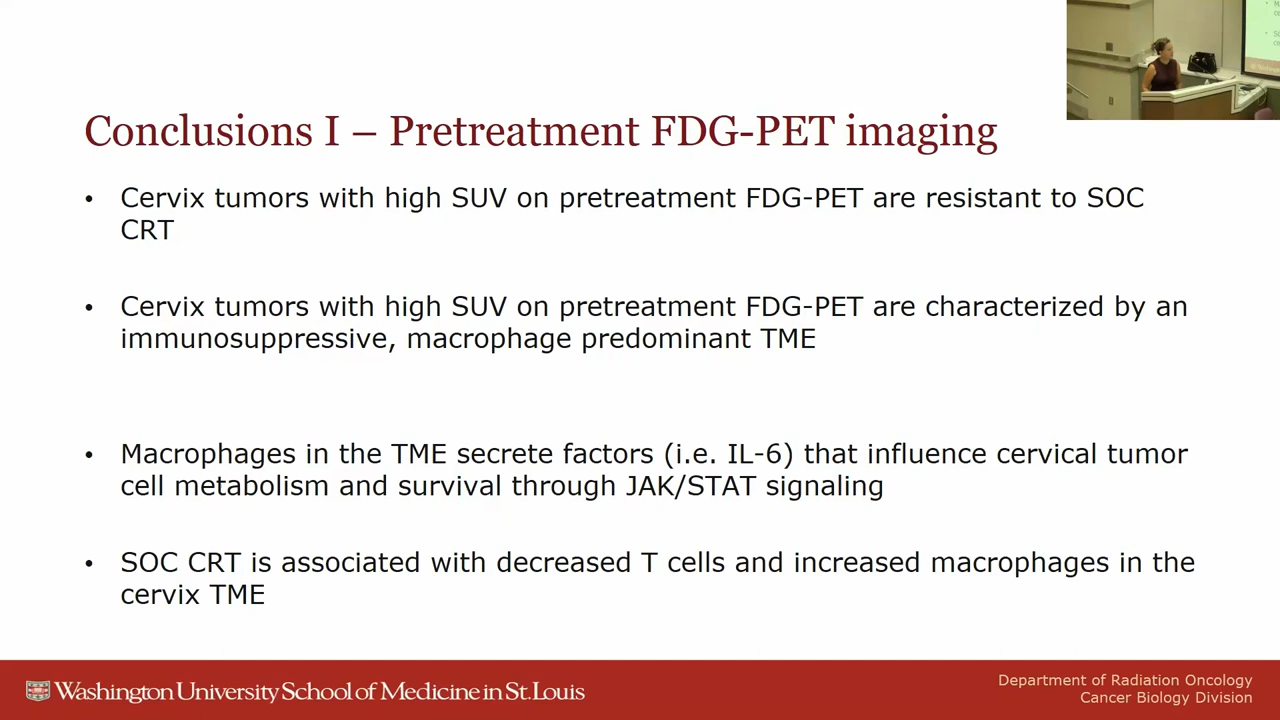 Conclusions I – Pretreatment FDG-PET imaging
• Cervix tumors with high SUV on pretreatment FDG-PET are resistant to SOC
CRT
• Cervix tumors with high SUV on pretreatment FDG-PET are characterized by an
immunosuppressive, macrophage predominant TME
• Macrophages in the TME secrete factors (i.e. IL-6) that influence cervical tumor
cell metabolism and survival through JAK/STAT signaling
• SOC CRT is associated with decreased T cells and increased macrophages in the
cervix TME
Washington University School of Medicine in St. Louis
Department of Radiation Oncology
Cancer Biology Division